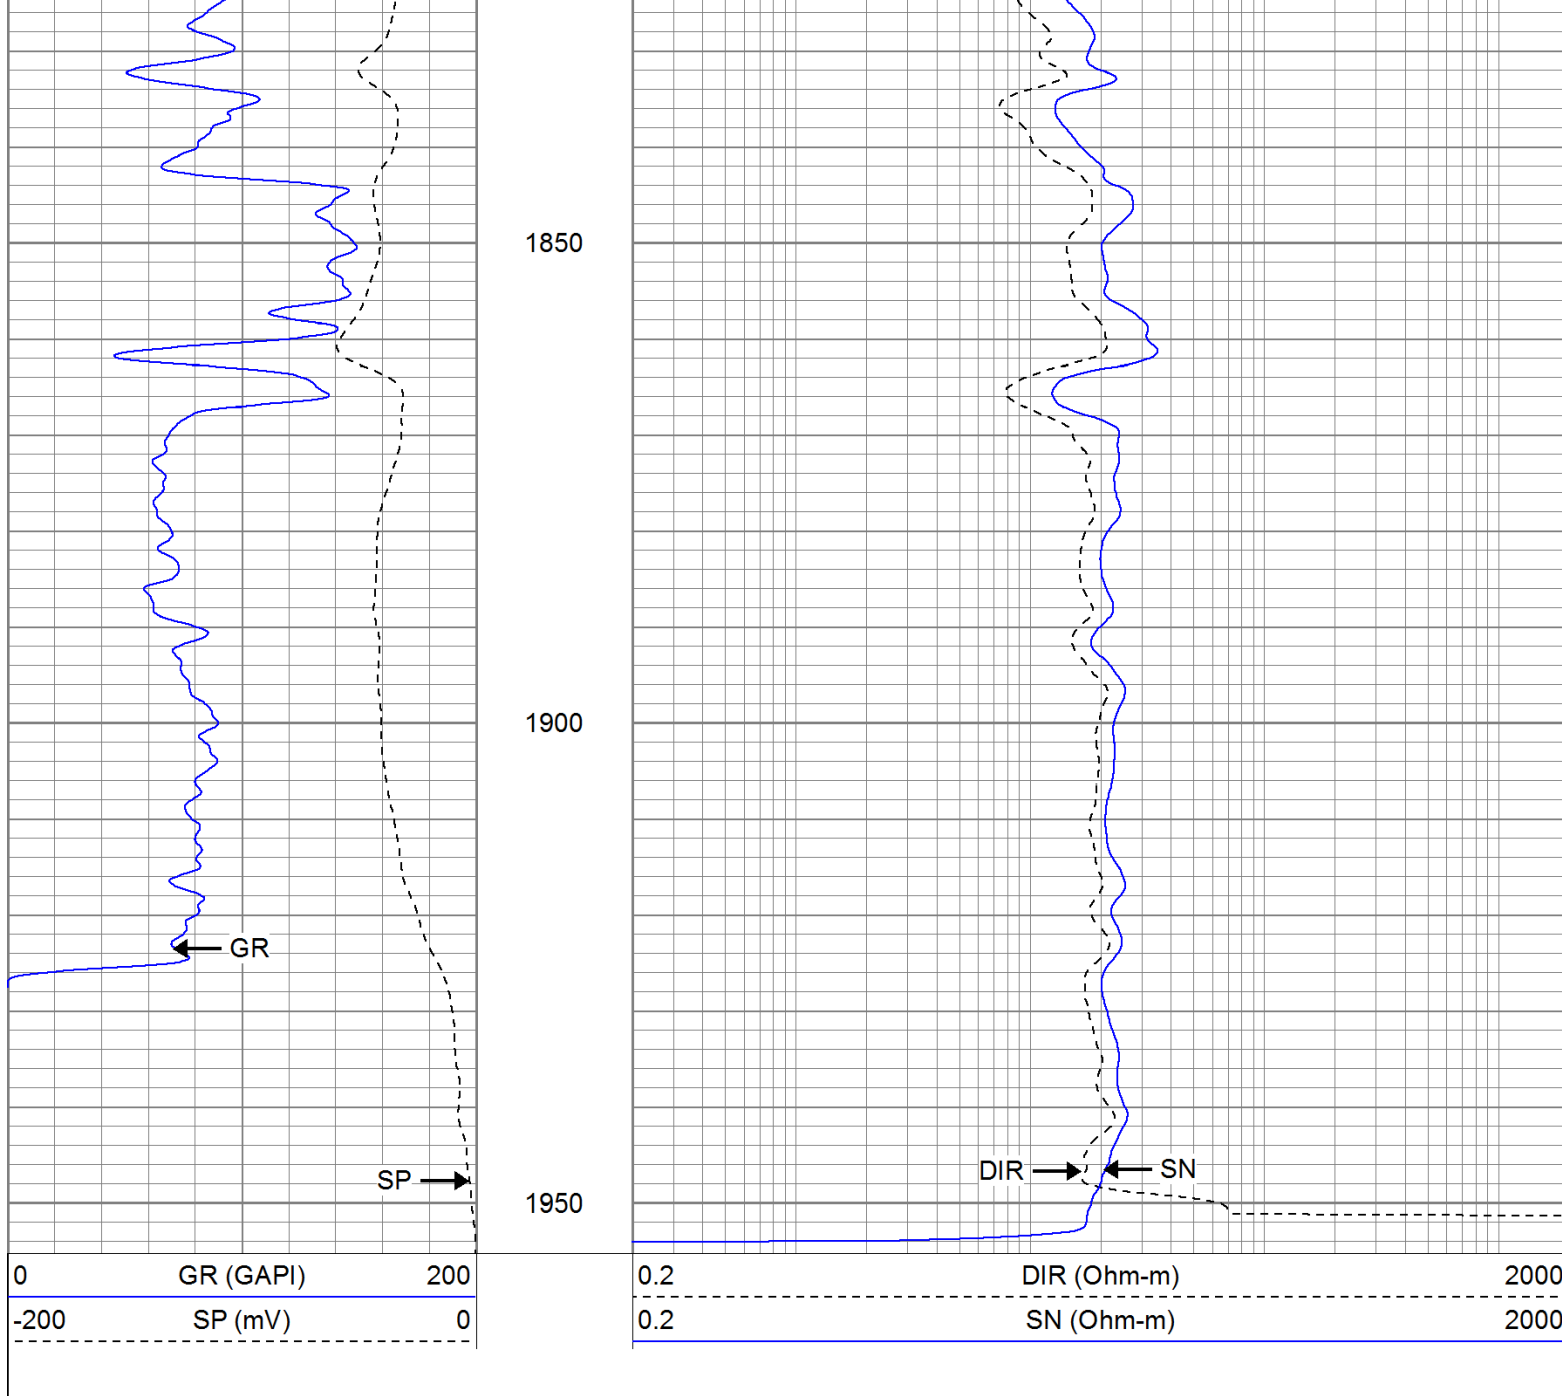 1850
1900
GR
DIR
SN
SP
1950
0 GR (GAPI) 200
0.2 DIR (Ohm-m) 2000
-200 SP (mV) 0
0.2 SN (Ohm-m) 2000